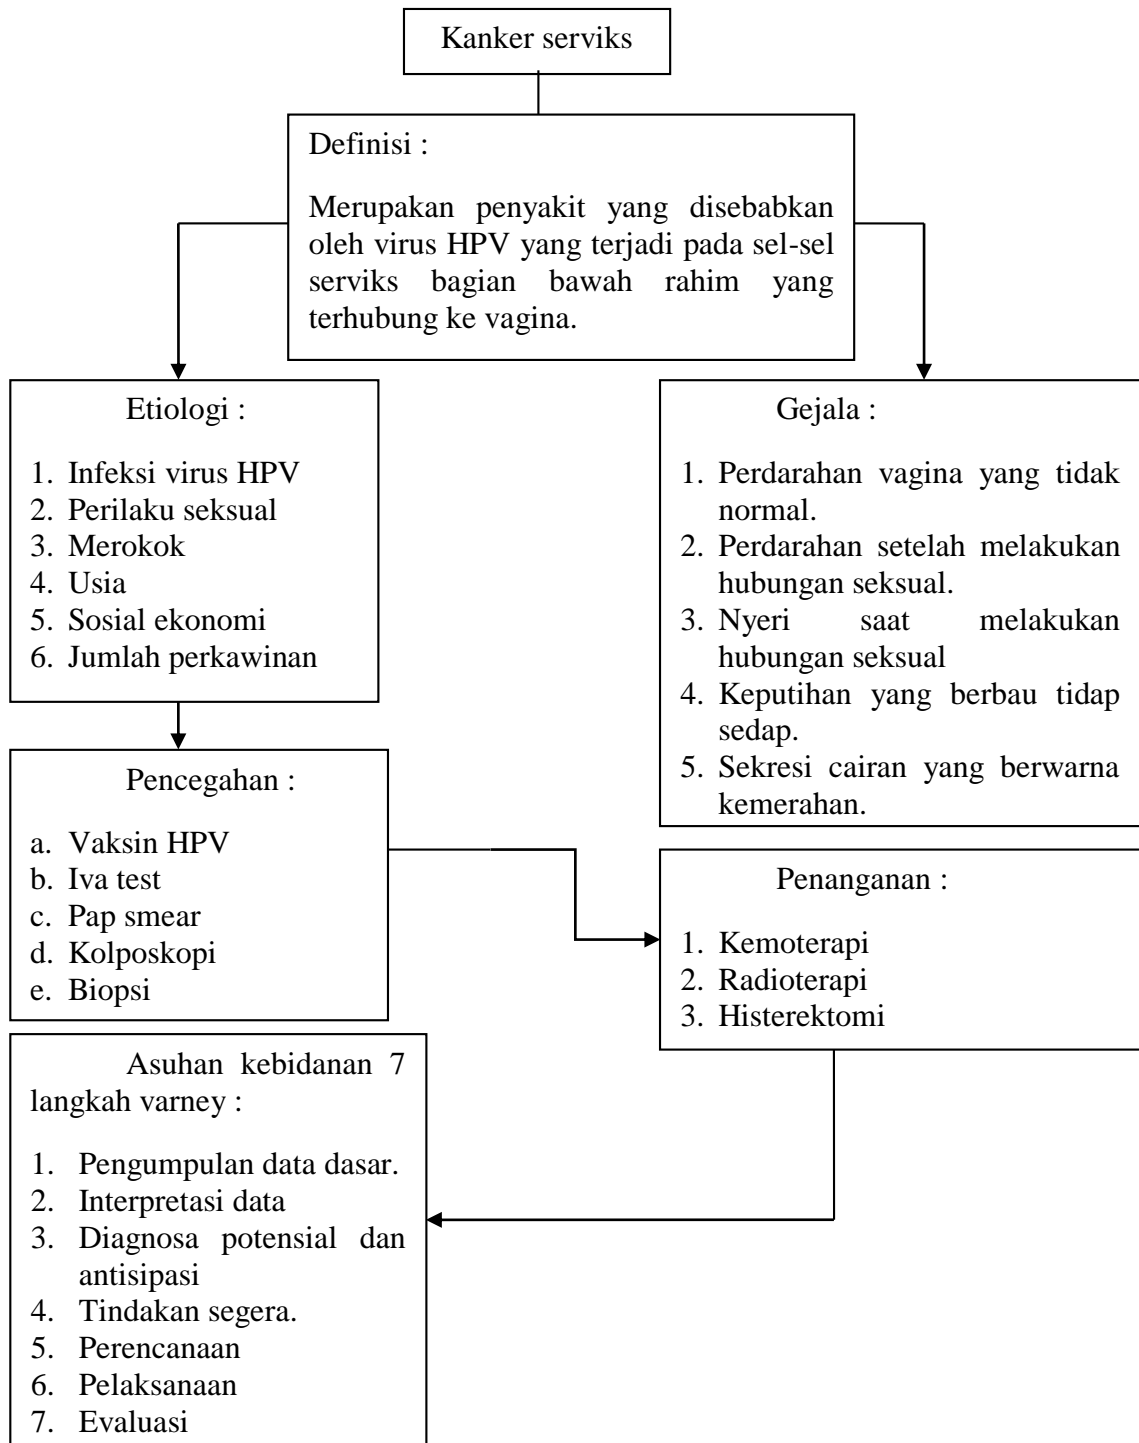 Kanker serviks
Definisi :
Merupakan penyakit yang disebabkan
oleh virus HPV yang terjadi pada sel-sel
serviks bagian bawah rahim yang
terhubung ke vagina.
Etiologi :
1. Infeksi virus HPV
2. Perilaku seksual
3. Merokok
4. Usia
5. Sosial ekonomi
6. Jumlah perkawinan
Gejala :
1. Perdarahan vagina yang tidak
normal.
2. Perdarahan setelah melakukan
hubungan seksual.
3. Nyeri saat melakukan
hubungan seksual
4. Keputihan yang berbau tidap
sedap.
5. Sekresi cairan yang berwarna
kemerahan.
Pencegahan :
a. Vaksin HPV
b. Iva test
c. Pap smear
d. Kolposkopi
e. Biopsi
Penanganan :
1. Kemoterapi
2. Radioterapi
3. Histerektomi
Asuhan kebidanan 7
langkah varney :
1. Pengumpulan data dasar.
2. Interpretasi data
3. Diagnosa potensial dan
antisipasi
4. Tindakan segera.
5. Perencanaan
6. Pelaksanaan
7. Evaluasi